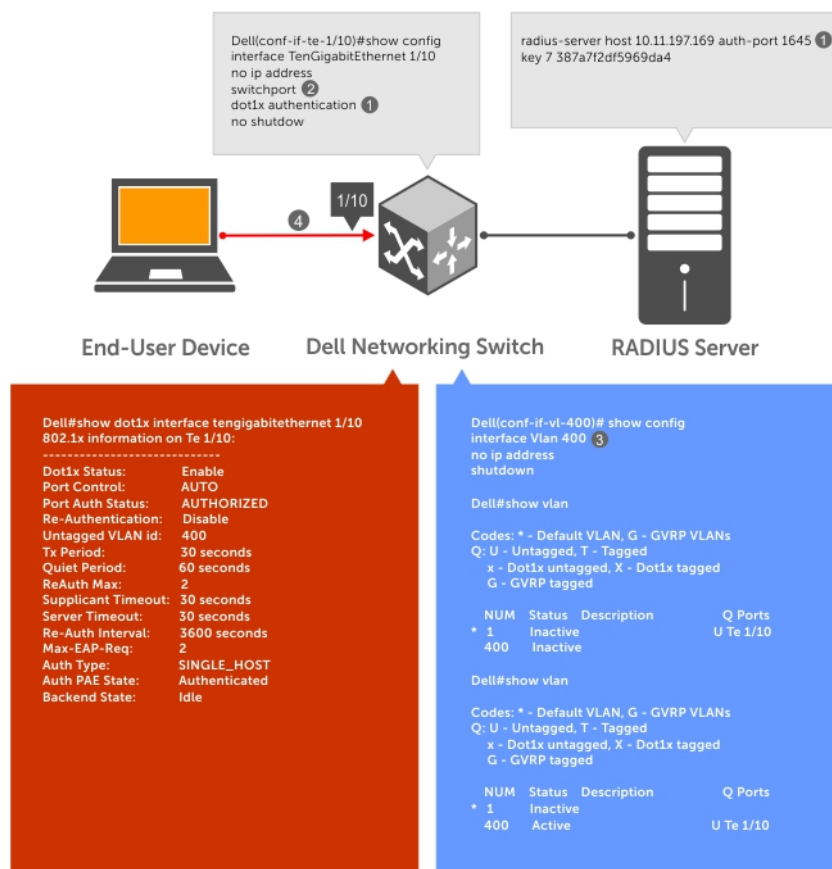 Dell(conf-if-te-1/10)#show config
interface TenGigabitEthernet 1/10
no ip address
switchport 2
dot1x authentication 1
no shutdow
radius-server host 10.11.197.169 auth-port 1645 1
key 7 387a7f2df5969da4
1/10
4
End-User Device
Dell Networking Switch
RADIUS Server
Dell#show dot1x interface tengigabitethernet 1/10
802.1x information on Te 1/10:
-----------------------------
Dot1x Status: Enable
Port Control: AUTO
Port Auth Status: AUTHORIZED
Re-Authentication: Disable
Untagged VLAN id: 400
Tx Period: 30 seconds
Quiet Period: 60 seconds
ReAuth Max: 2
Supplicant Timeout: 30 seconds
Server Timeout: 30 seconds
Re-Auth Interval: 3600 seconds
Max-EAP-Req: 2
Auth Type: SINGLE_HOST
Auth PAE State: Authenticated
Backend State: Idle
Dell(conf-if-vl-400)# show config
interface Vlan 400 3
no ip address
shutdown
Dell#show vlan
Codes: * - Default VLAN, G - GVRP VLANs
Q: U - Untagged, T - Tagged
x - Dot1x untagged, X - Dot1x tagged
G - GVRP tagged
NUM Status Description Q Ports
* 1 Inactive U Te 1/10
400 Inactive
Dell#show vlan
Codes: * - Default VLAN, G - GVRP VLANs
Q: U - Untagged, T - Tagged
x - Dot1x untagged, X - Dot1x tagged
G - GVRP tagged
NUM Status Description Q Ports
* 1 Inactive
400 Active U Te 1/10